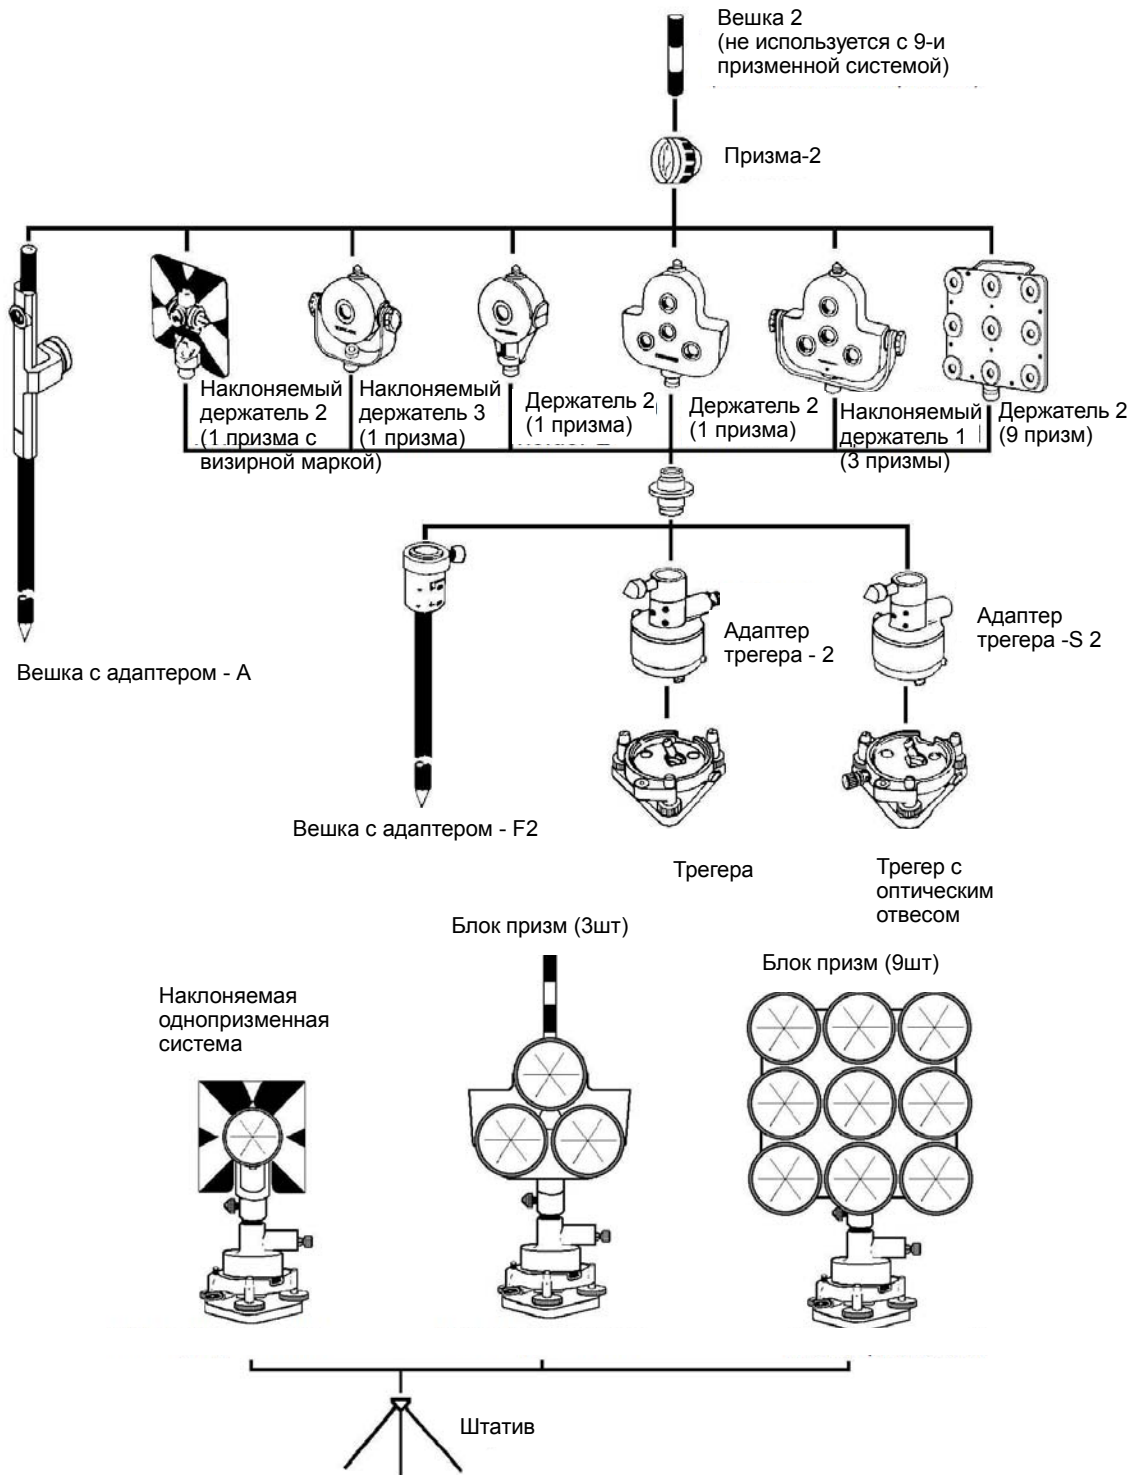 Вешка 2
(не используется с 9-и
призменной системой)
Призма-2
Наклоняемый
держатель 2
(1 призма с
визирной маркой)
Наклоняемый
держатель 3
(1 призма)
Держатель 2
(1 призма)
Держатель 2
(1 призма)
Наклоняемый
держатель 1
(3 призмы)
Держатель 2
(9 призм)
Вешка с адаптером - А
Адаптер
трегера - 2
Адаптер
трегера -S 2
Вешка с адаптером - F2
Трегера
Трегер с
оптическим
отвесом
Блок призм (3шт)
Блок призм (9шт)
Наклоняемая
однопризменная
система
Штатив